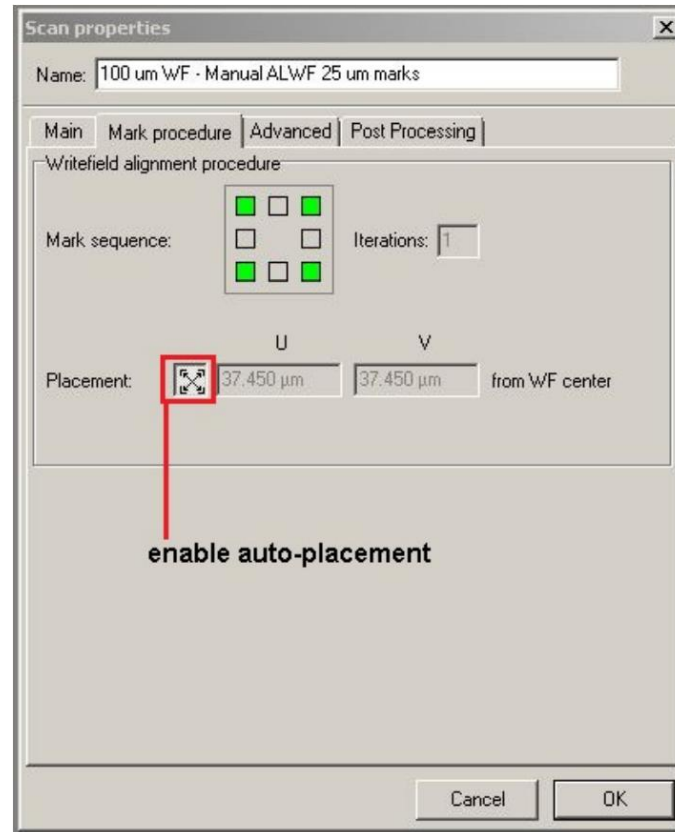 Scan properties
Name: 100 um WF - Manual ALWF 25 um marks
Main Mark procedure Advanced Post Processing
Writefield alignment procedure
Mark sequence: Iterations: 1
U V
Placement: 37.450 µm 37.450 µm from WF center
enable auto-placement
Cancel OK